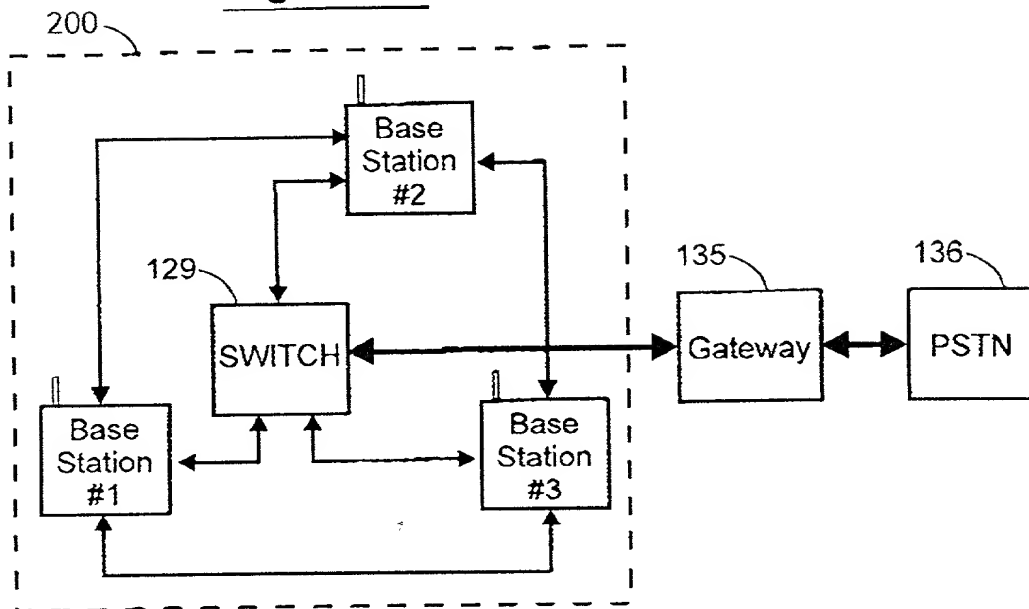 200
Base
Station
#2
129
SWITCH
135
Gateway
136
PSTN
Base
Station
#1
Base
Station
#3